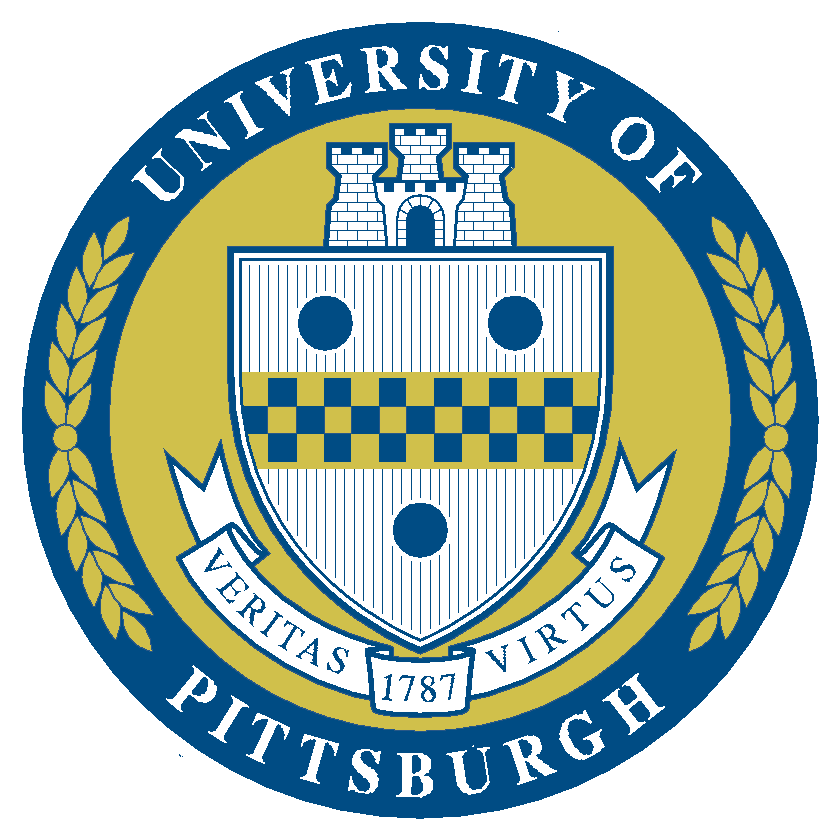 UNIVERSITY OF
PITTSBURGH
VERITAS
1787
VIRTUS